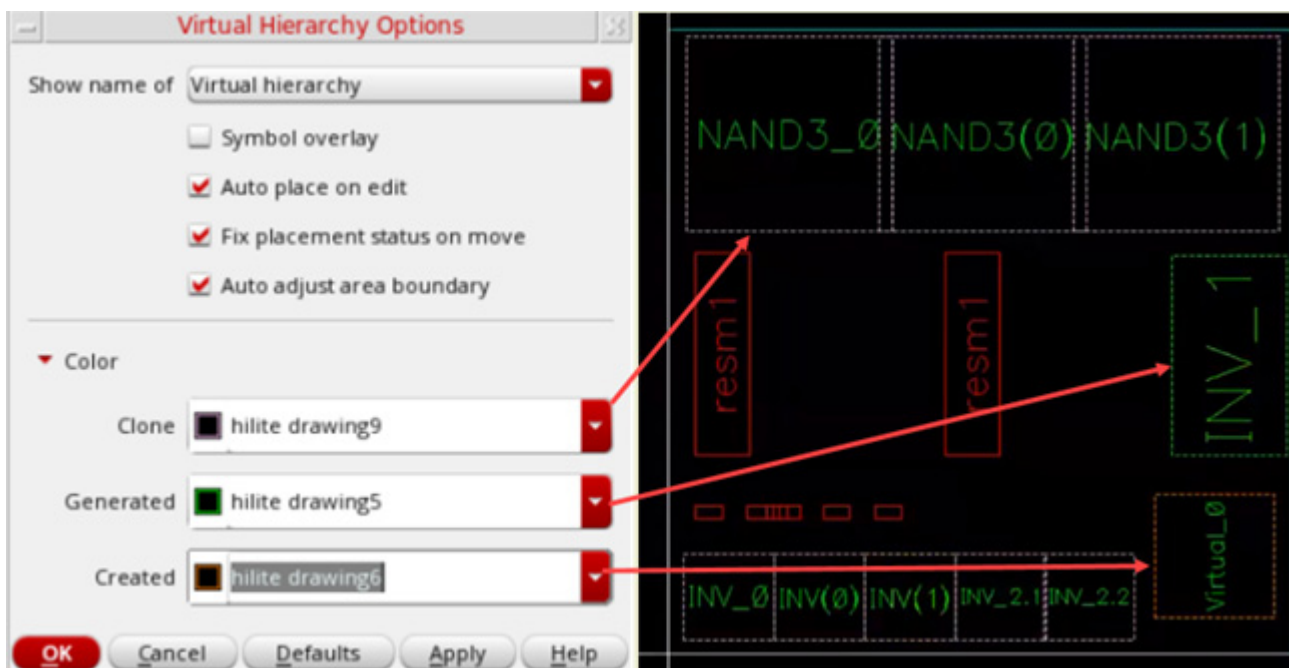 Virtual Hierarchy Options
Show name of Virtual hierarchy
Symbol overlay
Auto place on edit
Fix placement status on move
Auto adjust area boundary
Color
Clone hilite drawing9
Generated hilite drawing5
Created hilite drawing6
OK Cancel Defaults Apply Help
NAND3_0 NAND3(0) NAND3(1)
resm1 resm1 INV_1
Virtual_0
INV_0 INV(0) INV(1) INV_2.1 INV_2.2